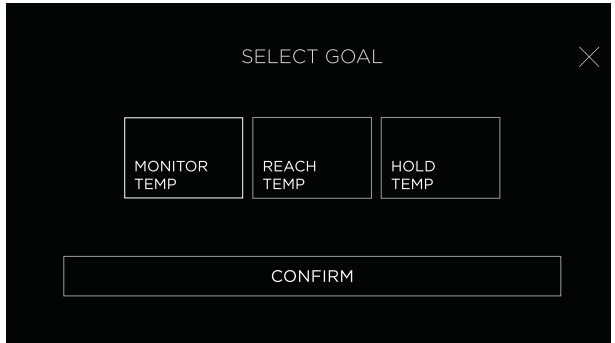 SELECT GOAL
MONITOR
TEMP
REACH
TEMP
HOLD
TEMP
CONFIRM